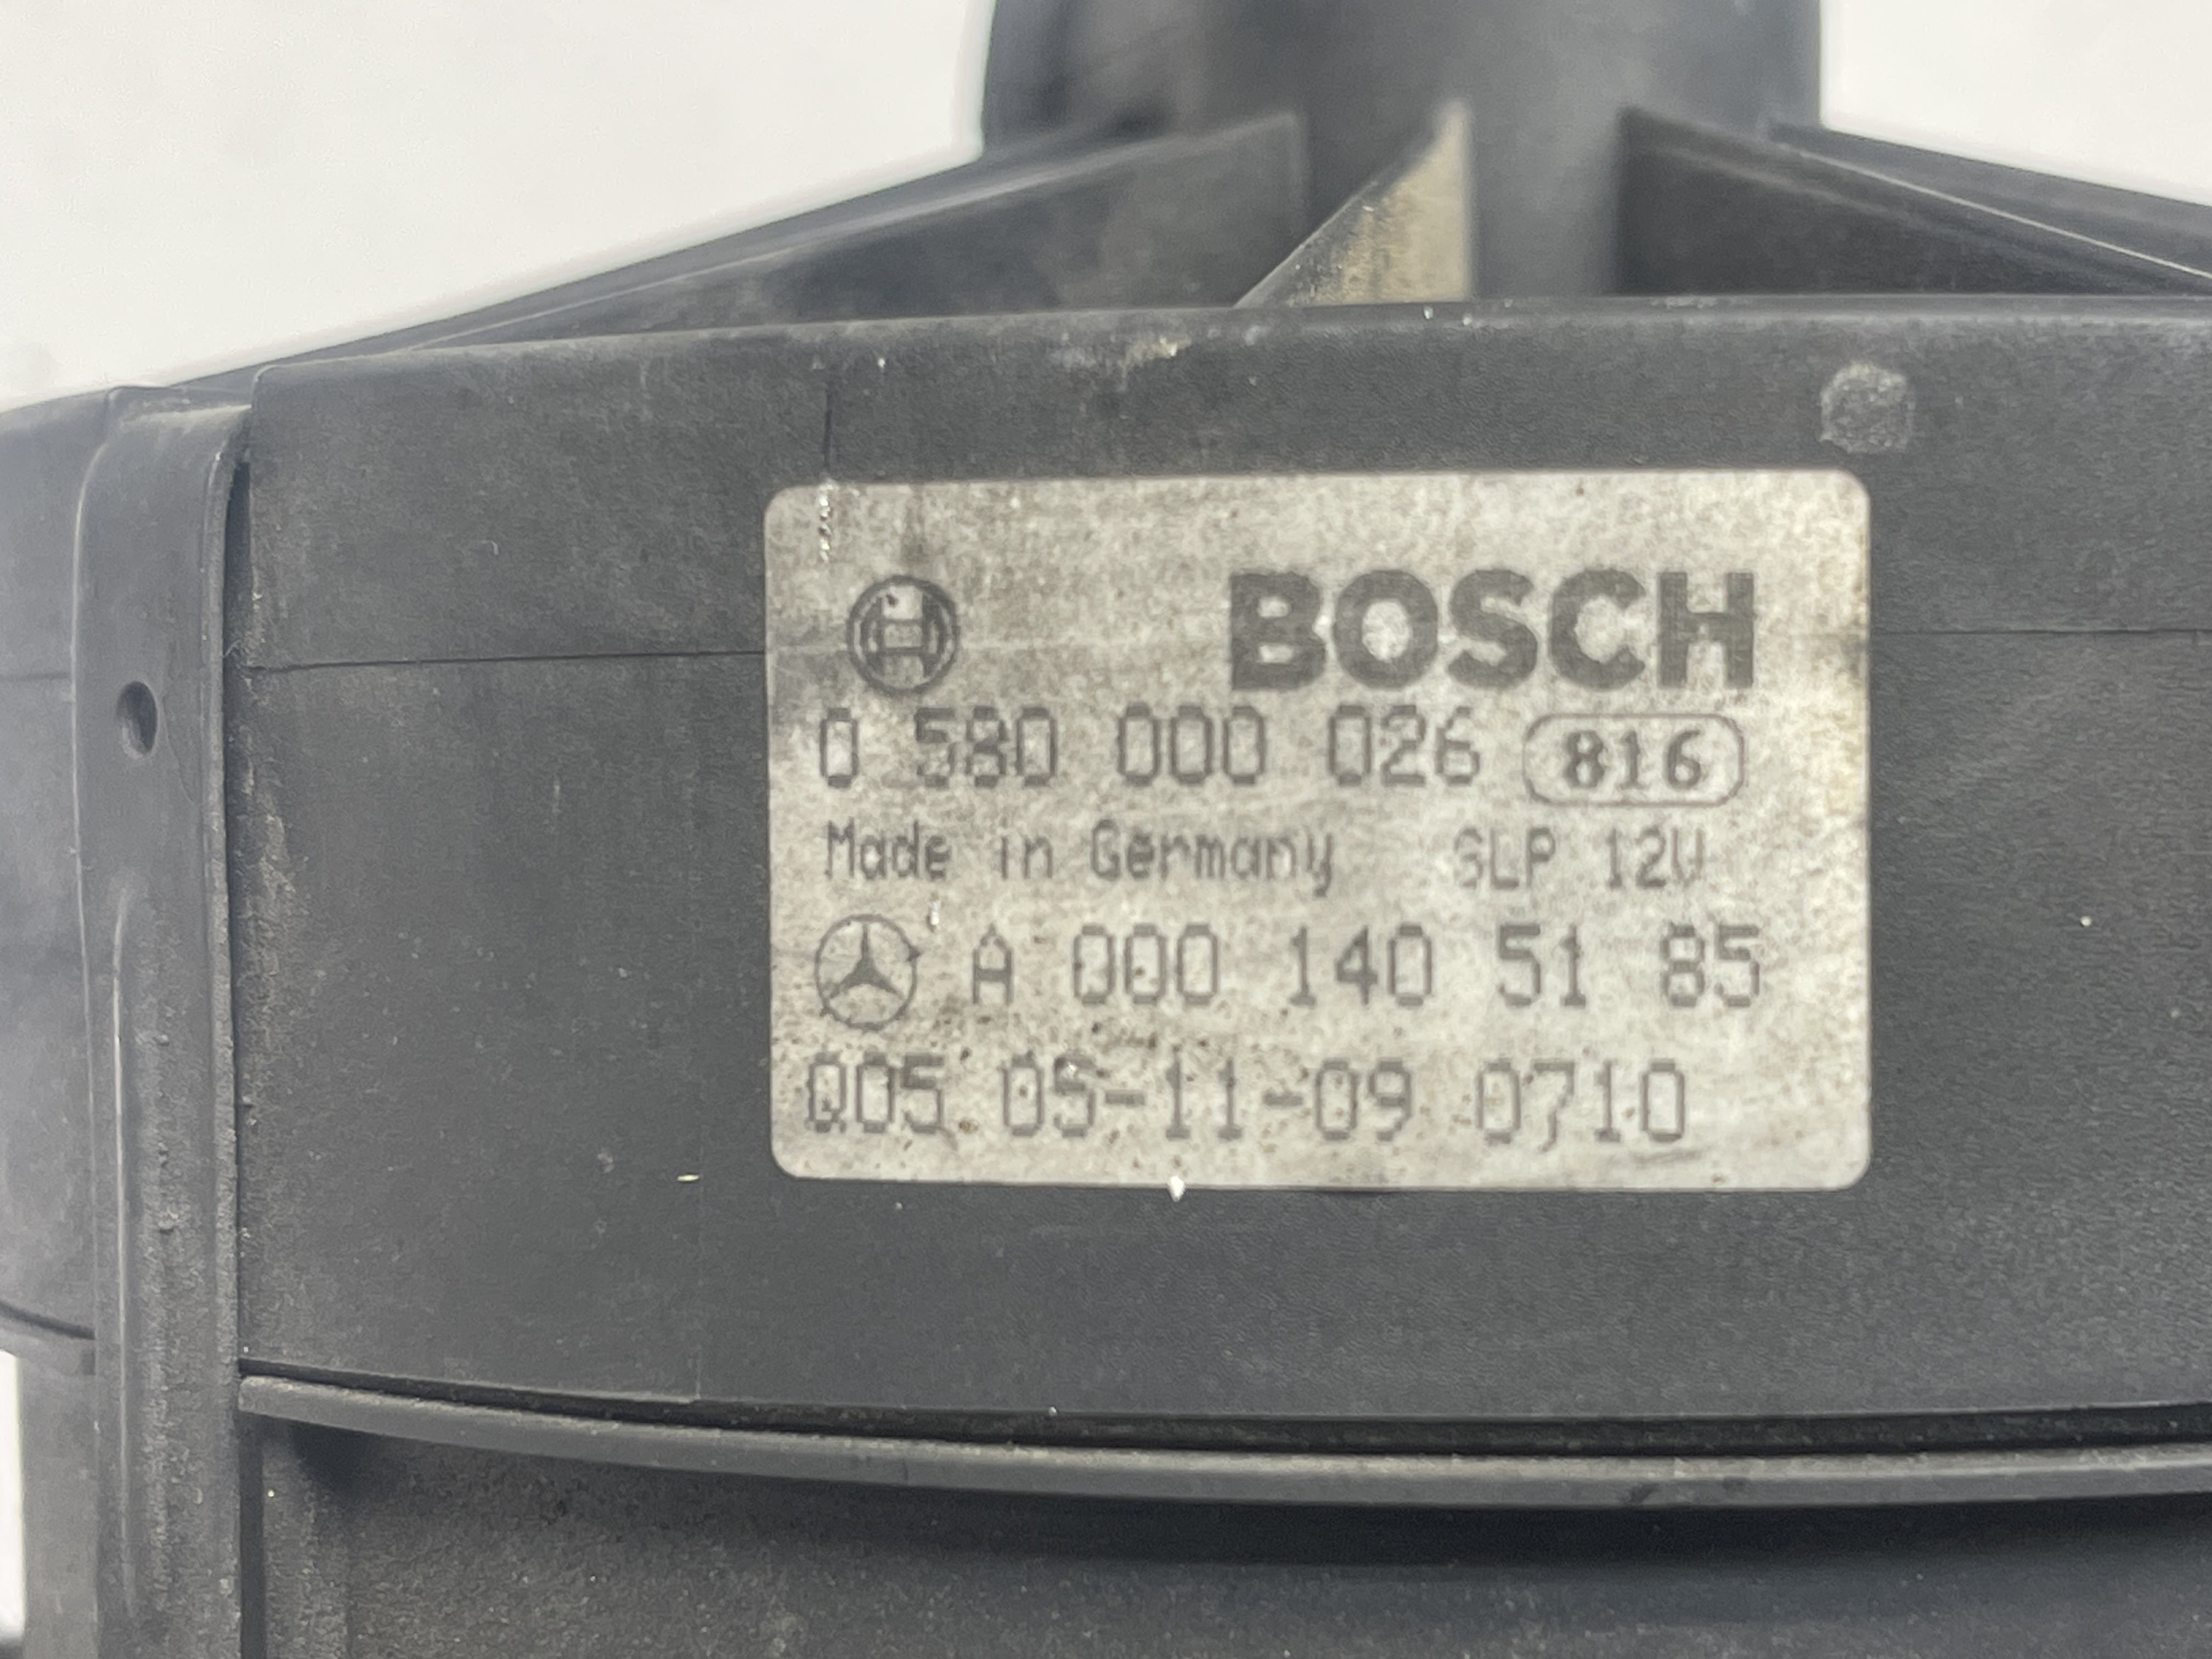 BOSCH
0 580 000 026 816
Made in Germany SLP 12V
A 000 140 51 85
Q05 05-11-09 0710